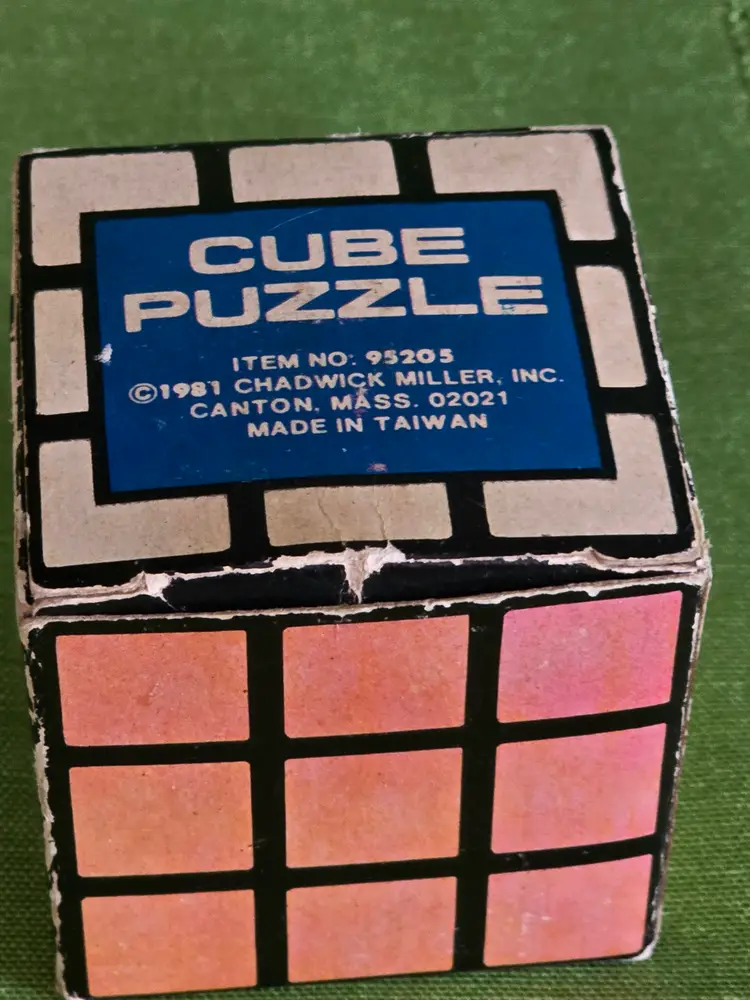 CUBE
PUZZLE
ITEM NO. 95205
©1981 CHADWICK MILLER, INC.
CANTON, MASS. 02021
MADE IN TAIWAN